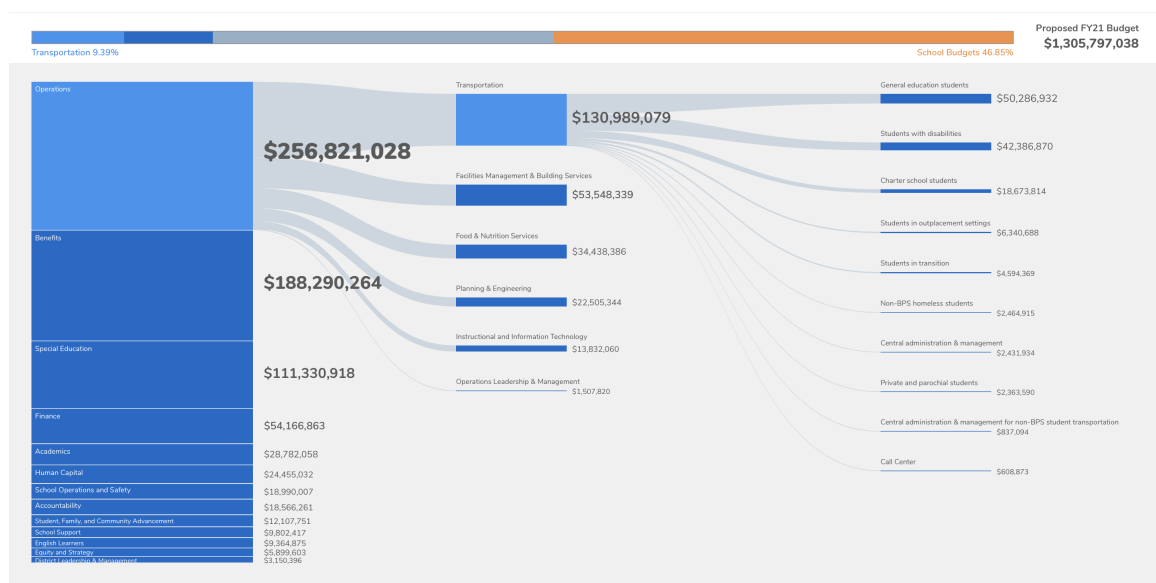 Proposed FY21 Budget
$1,305,797,038
Transportation 9.39%
School Budgets 46.85%
Operations
$256,821,028
Benefits
$188,290,264
Special Education
$111,330,918
Finance
$54,166,863
Academics
$28,782,058
Human Capital
$24,455,032
School Operations and Safety
$18,990,007
Accountability
$18,566,261
Student, Family, and Community Advancement
$12,107,751
School Support
$9,802,417
English Learners
$9,364,875
Equity and Strategy
$5,899,603
District Leadership & Management
$3,150,396
Transportation
$130,989,079
Facilities Management & Building Services
$53,548,339
Food & Nutrition Services
$34,438,386
Planning & Engineering
$22,505,344
Instructional and Information Technology
$13,832,060
Operations Leadership & Management
$1,507,820
General education students
$50,286,932
Students with disabilities
$42,386,870
Charter school students
$18,673,814
Students in outplacement settings
$6,340,688
Students in transition
$4,594,369
Non-BPS homeless students
$2,464,915
Central administration & management
$2,431,934
Private and parochial students
$2,363,590
Central administration & management for non-BPS student transportation
$837,094
Call Center
$608,873